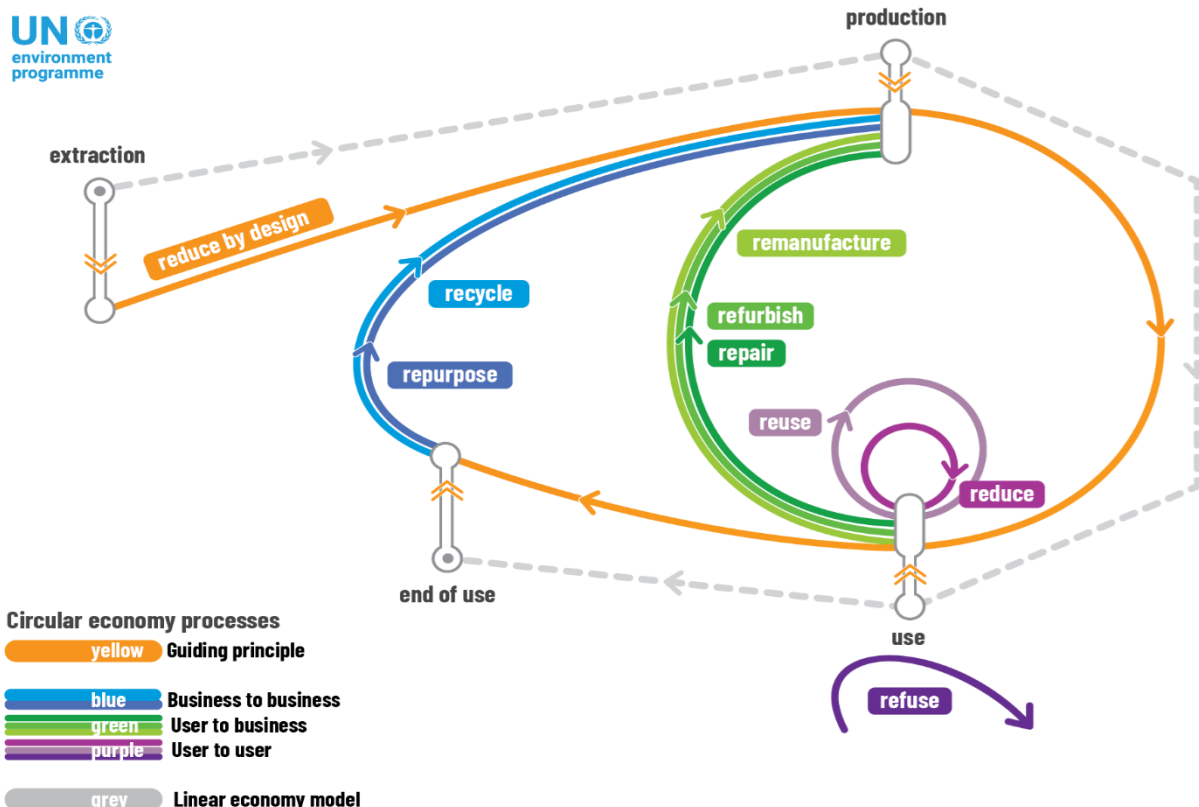 UN
environment
programme
production
extraction
reduce by design
remanufacture
recycle
refurbish
repair
repurpose
reuse
reduce
end of use
use
refuse
Circular economy processes
yellow Guiding principle
blue Business to business
green User to business
purple User to user
grey Linear economy model